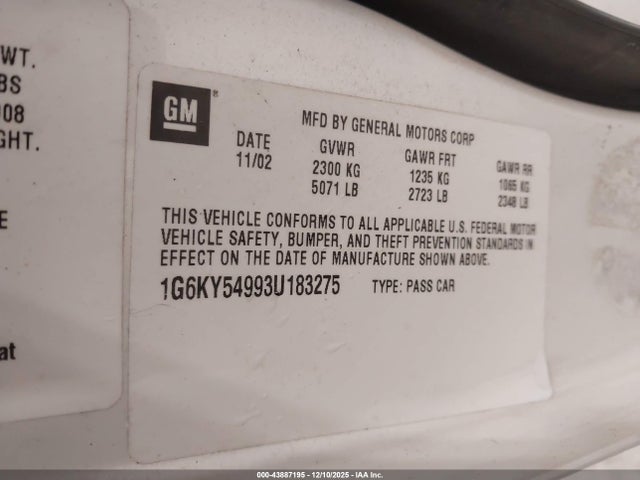 WT.
BS
008
GHT.
E
at
GM®
MFD BY GENERAL MOTORS CORP
DATE GVWR GAWR FRT GAWR RR
11/02 2300 KG 1235 KG 1065 KG
5071 LB 2723 LB 2348 LB
THIS VEHICLE CONFORMS TO ALL APPLICABLE U.S. FEDERAL MOTOR
VEHICLE SAFETY, BUMPER, AND THEFT PREVENTION STANDARDS IN
EFFECT ON THE DATE OF MANUFACTURE SHOWN ABOVE.
1G6KY54993U183275 TYPE: PASS CAR
000-43887195 - 12/10/2025 - IAA Inc.